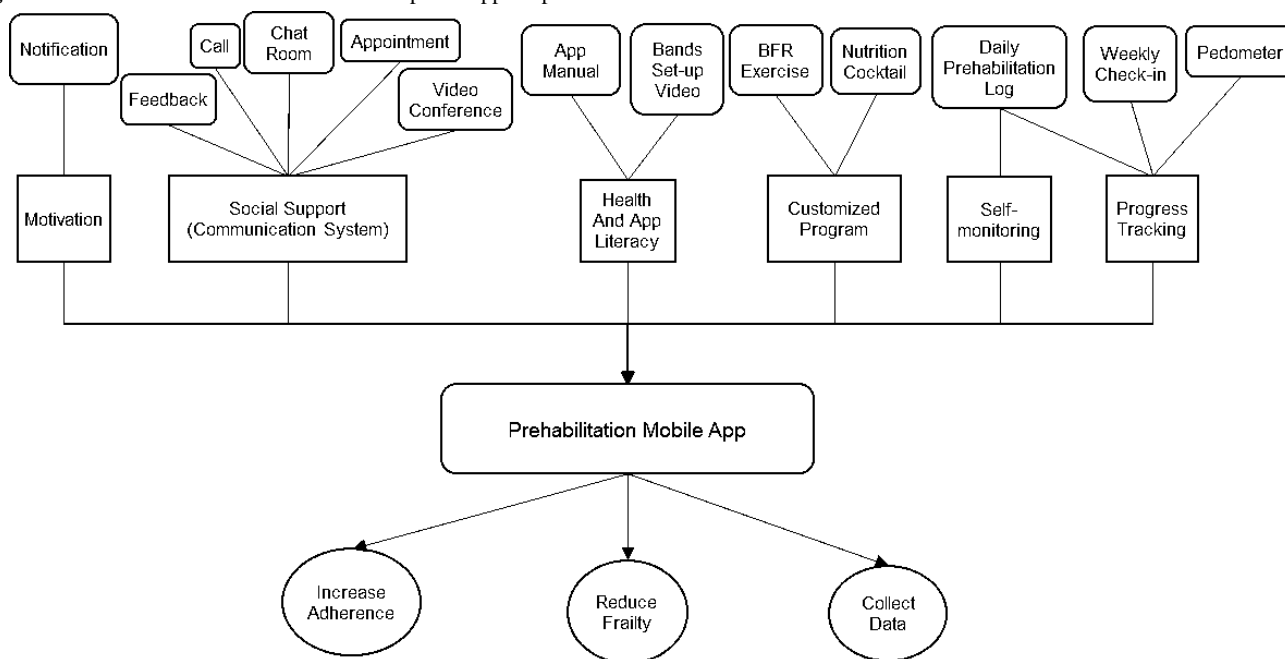 Notification
Call
Chat
Room
Appointment
Feedback
Video
Conference
App
Manual
Bands
Set-up
Video
BFR
Exercise
Nutrition
Cocktail
Daily
Prehabilitation
Log
Weekly
Check-in
Pedometer
Motivation
Social Support
(Communication System)
Health
And App
Literacy
Customized
Program
Self-
monitoring
Progress
Tracking
Prehabilitation Mobile App
Increase
Adherence
Reduce
Frailty
Collect
Data